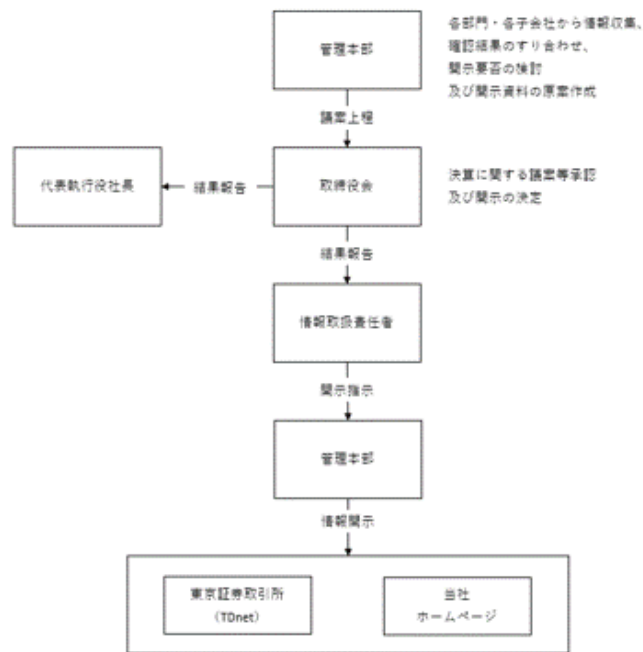 管理本部
各部門・各子会社から情報収集、
確認結果のすり合わせ、
開示要否の検討
及び開示資料の原案作成
議案上程
代表執行役社長
結果報告
取締役会
決算に関する議案等承認
及び開示の決定
結果報告
情報取扱責任者
開示指示
管理本部
情報開示
東京証券取引所
（TDnet）
当社
ホームページ